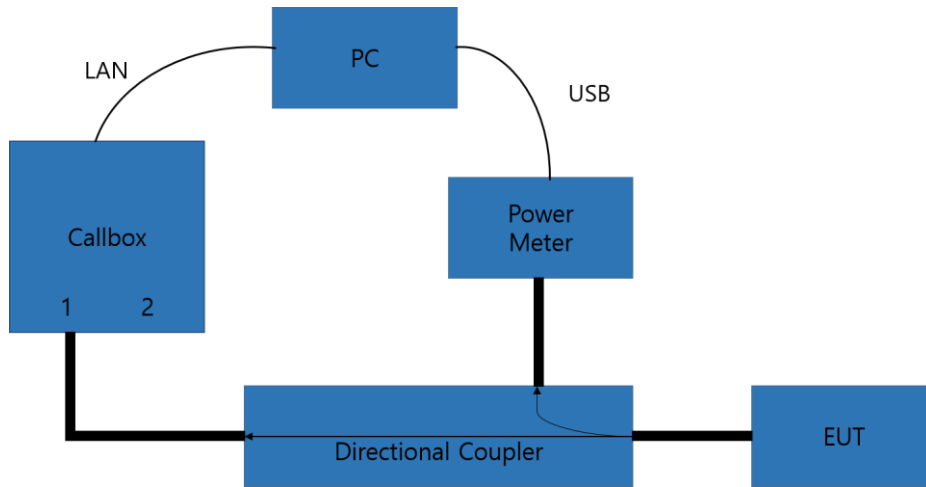 PC
LAN
USB
Callbox
1 2
Power
Meter
Directional Coupler
EUT